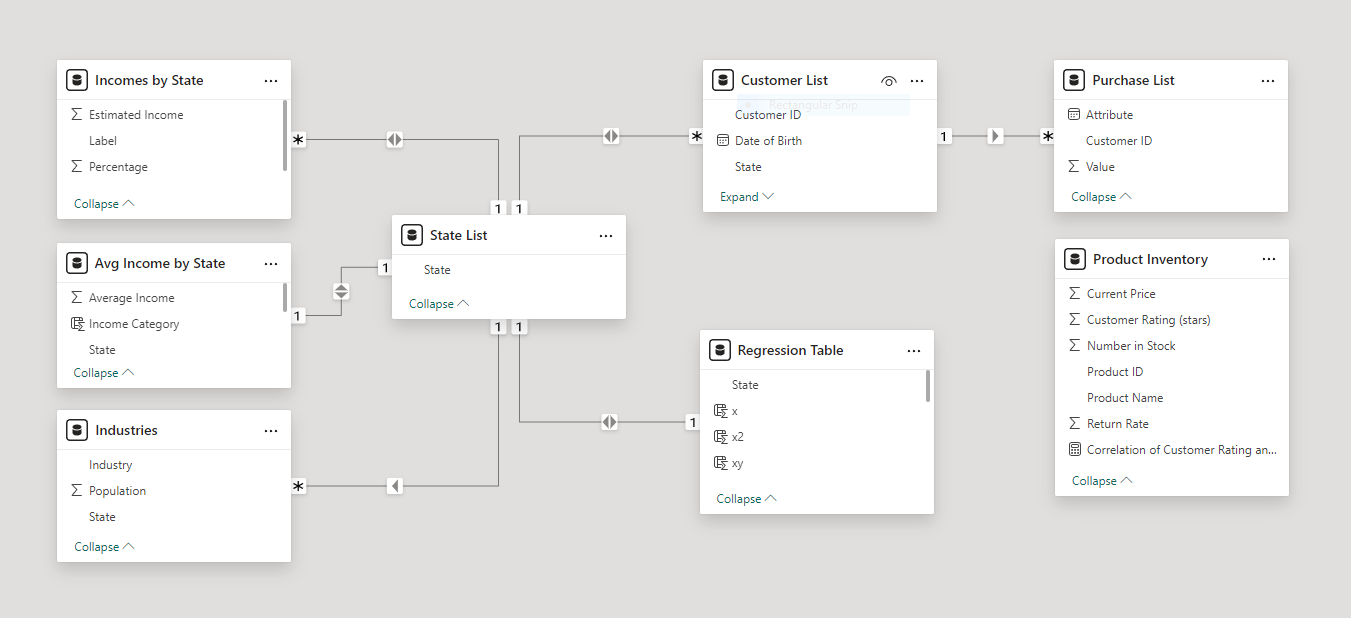 Incomes by State
Estimated Income
Label
Percentage
Collapse
Avg Income by State
Average Income
Income Category
State
Collapse
Industries
Industry
Population
State
Collapse
* 1 1
1 1
* 1 1
State List
State
Collapse
Customer List
Rectangular Snip
Customer ID
Date of Birth
State
Expand
* 1 *
Regression Table
State
x
x2
xy
Collapse
1
Purchase List
Attribute
Customer ID
Value
Collapse
Product Inventory
Current Price
Customer Rating (stars)
Number in Stock
Product ID
Product Name
Return Rate
Correlation of Customer Rating an...
Collapse